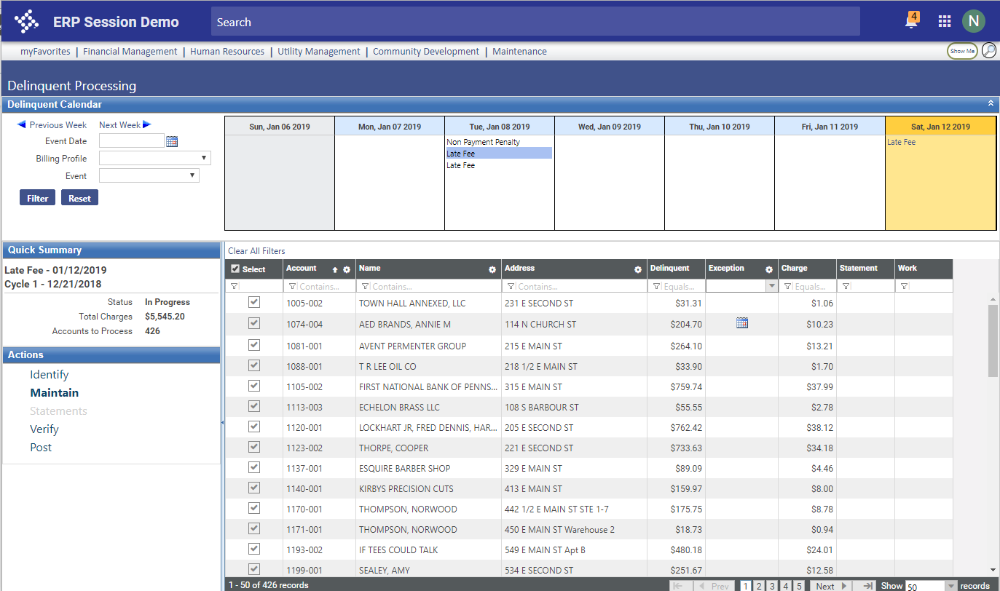 ERP Session Demo Search 4 N
myFavorites | Financial Management | Human Resources | Utility Management | Community Development | Maintenance Show Me
Delinquent Processing
Delinquent Calendar
Previous Week Next Week
Event Date
Billing Profile
Event
Filter Reset
Sun, Jan 06 2019 Mon, Jan 07 2019 Tue, Jan 08 2019 Wed, Jan 09 2019 Thu, Jan 10 2019 Fri, Jan 11 2019 Sat, Jan 12 2019
Non Payment Penalty Late Fee
Late Fee
Late Fee
Quick Summary
Late Fee - 01/12/2019
Cycle 1 - 12/21/2018
Status In Progress
Total Charges $5,545.20
Accounts to Process 426
Actions
Identify
Maintain
Statements
Verify
Post
Clear All Filters
Select Account Name Address Delinquent Exception Charge Statement Work
Contains... Contains... Contains... Equals... Equals...
1005-002 TOWN HALL ANNEXED, LLC 231 E SECOND ST $31.31 $1.06
1074-004 AED BRANDS, ANNIE M 114 N CHURCH ST $204.70 $10.23
1081-001 AVENT PERMENTER GROUP 215 E MAIN ST $264.10 $13.21
1088-001 T R LEE OIL CO 218 1/2 E MAIN ST $33.90 $1.70
1105-002 FIRST NATIONAL BANK OF PENNS... 315 E MAIN ST $759.74 $37.99
1113-003 ECHELON BRASS LLC 108 S BARBOUR ST $55.55 $2.78
1120-001 LOCKHART JR, FRED DENNIS, HAR... 205 E SECOND ST $762.42 $38.12
1123-002 THORPE, COOPER 221 E SECOND ST $733.63 $34.18
1137-001 ESQUIRE BARBER SHOP 329 E MAIN ST $89.09 $4.46
1140-001 KIRBYS PRECISION CUTS 413 E MAIN ST $159.97 $8.00
1170-001 THOMPSON, NORWOOD 442 1/2 E MAIN ST STE 1-7 $175.75 $8.78
1171-001 THOMPSON, NORWOOD 450 E MAIN ST Warehouse 2 $18.73 $0.94
1193-002 IF TEES COULD TALK 549 E MAIN ST Apt B $480.18 $24.01
1199-001 SEALEY, AMY 534 E SECOND ST $251.67 $12.58
1 - 50 of 426 records Prev 1 2 3 4 5 Next Show 50 records